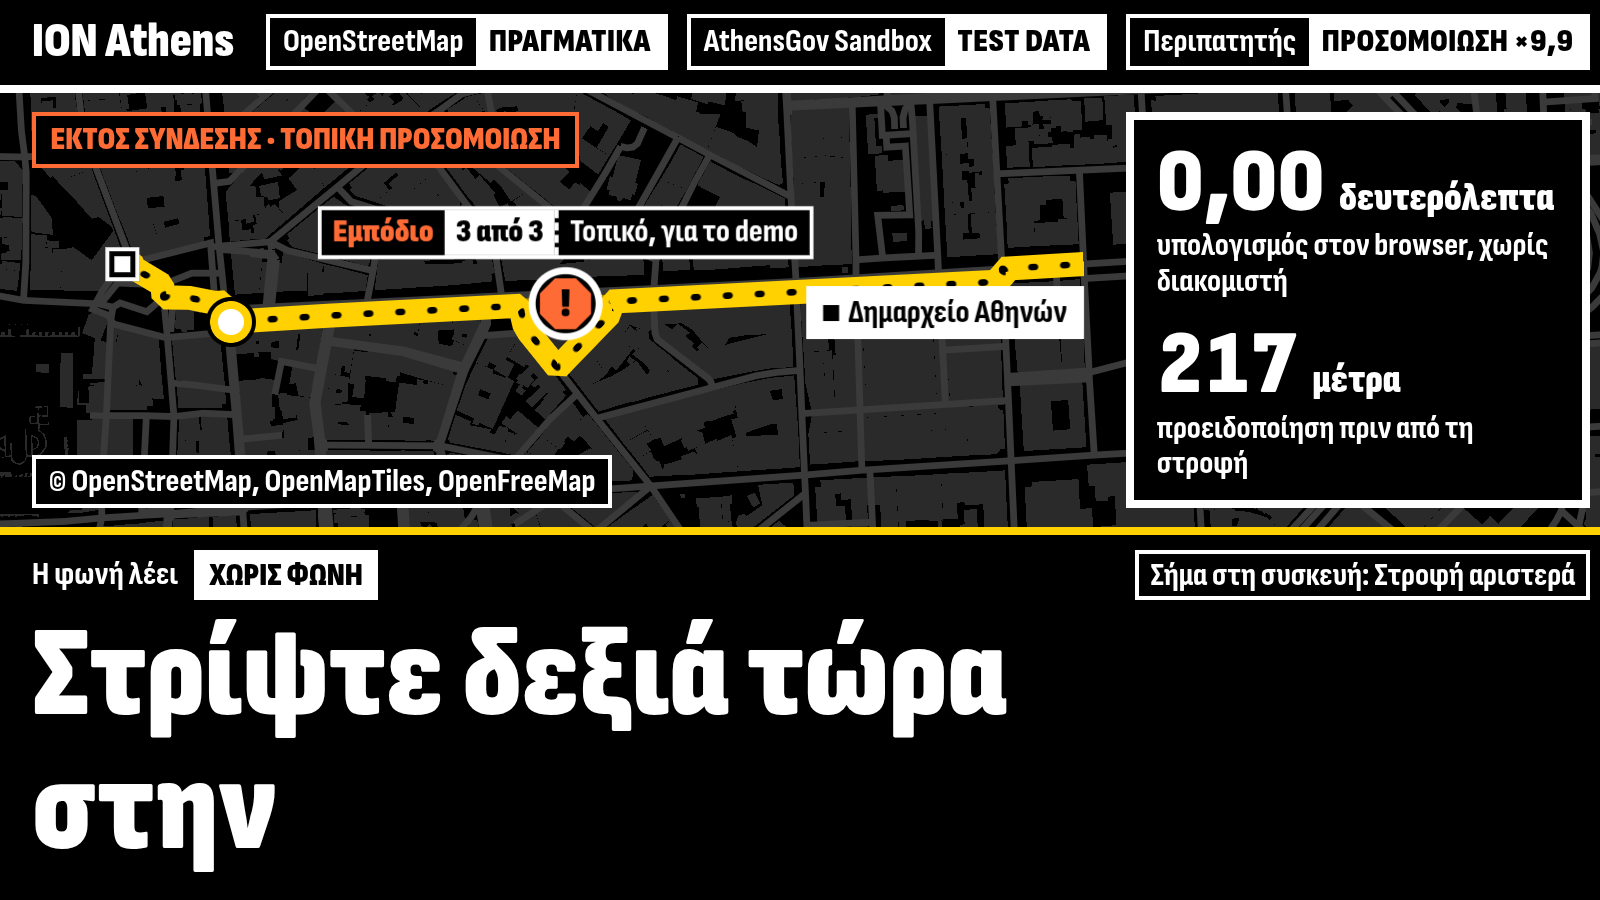 ION Athens
OpenStreetMap ΠΡΑΓΜΑΤΙΚΑ
AthensGov Sandbox TEST DATA
Περιπατητής ΠΡΟΣΟΜΟΙΩΣΗ ×9,9
ΕΚΤΟΣ ΣΥΝΔΕΣΗΣ · ΤΟΠΙΚΗ ΠΡΟΣΟΜΟΙΩΣΗ
Εμπόδιο 3 από 3 Τοπικό, για το demo
!
Δημαρχείο Αθηνών
© OpenStreetMap, OpenMapTiles, OpenFreeMap
0,00 δευτερόλεπτα
υπολογισμός στον browser, χωρίς
διακομιστή
217 μέτρα
προειδοποίηση πριν από τη
στροφή
Η φωνή λέει ΧΩΡΙΣ ΦΩΝΗ
Σήμα στη συσκευή: Στροφή αριστερά
Στρίψτε δεξιά τώρα
στην